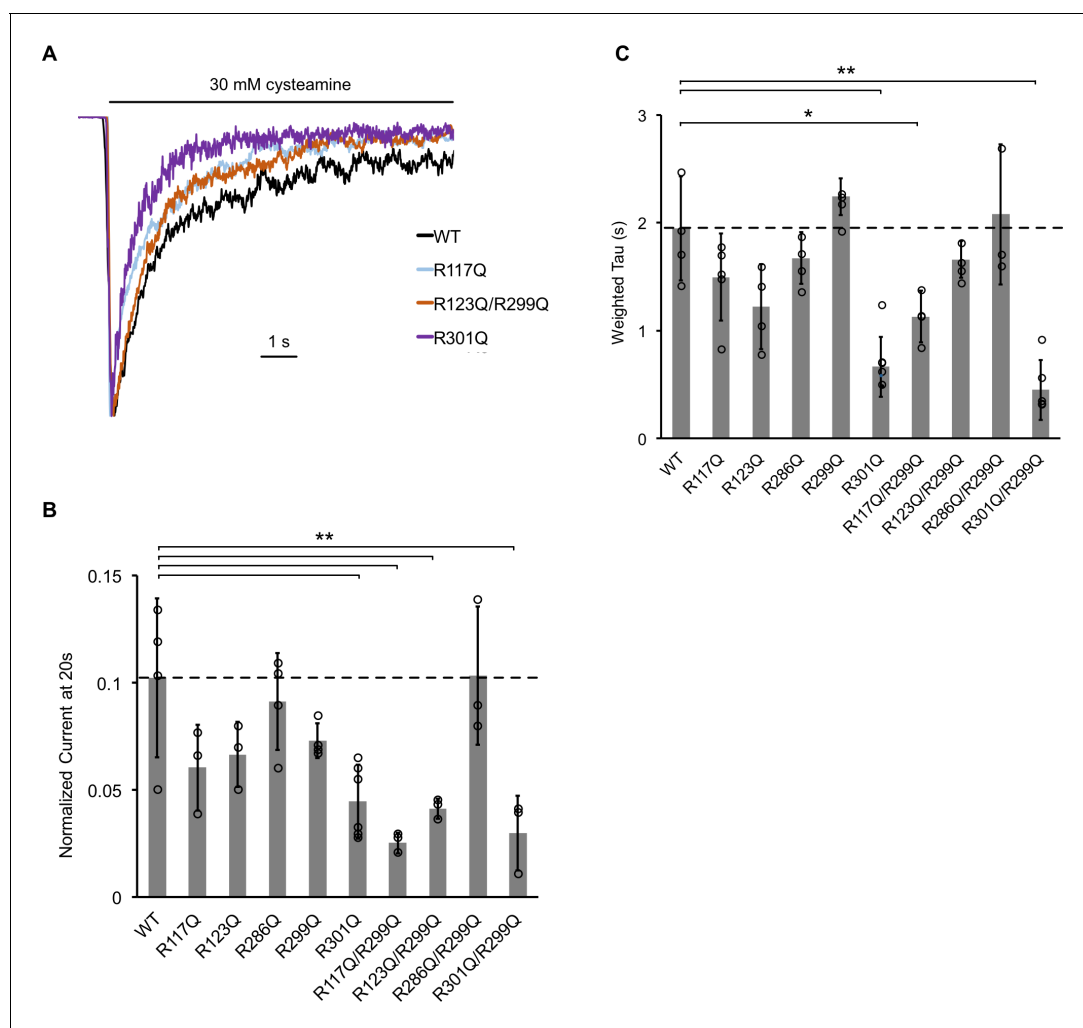 A
30 mM cysteamine
WT
R117Q
R123Q/R299Q
R301Q
1 s
B
**
Normalized Current at 20s
0.15
0.1
0.05
0
WT
R117Q
R123Q
R286Q
R299Q
R301Q
R117Q/R299Q
R123Q/R299Q
R286Q/R299Q
R301Q/R299Q
C
**
*
Weighted Tau (s)
3
2
1
0
WT
R117Q
R123Q
R286Q
R299Q
R301Q
R117Q/R299Q
R123Q/R299Q
R286Q/R299Q
R301Q/R299Q